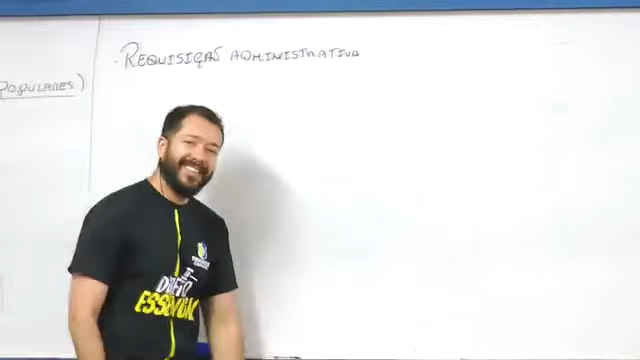 POPULARES)
. REQUISIÇÃO ADMINISTRATIVA
DIREITO
ESSENCIAL